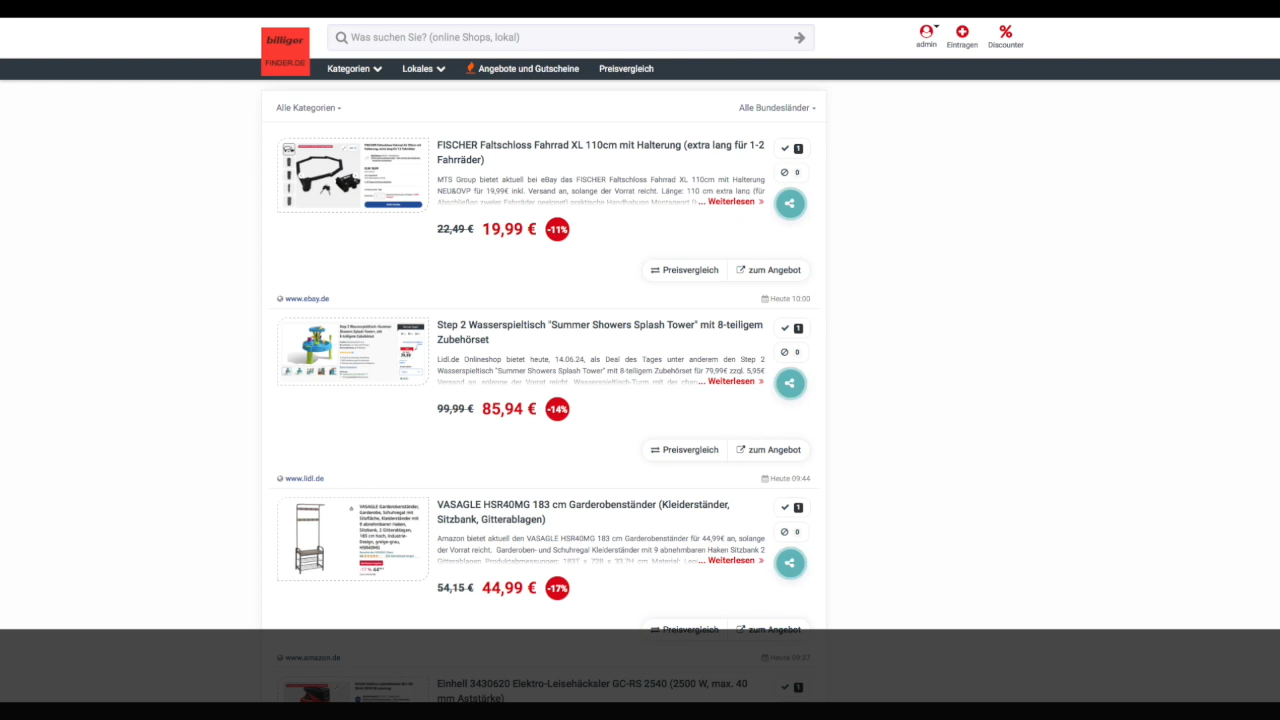 billiger
FINDER.DE
Was suchen Sie? (online Shops, lokal)
admin
Eintragen
Discounter
Kategorien
Lokales
Angebote und Gutscheine
Preisvergleich
Alle Kategorien
Alle Bundesländer
FISCHER Faltschloss Fahrrad XL 110cm mit Halterung (extra lang für 1-2
Fahrräder)
1
MTS Group bietet aktuell bei eBay das FISCHER Faltschloss Fahrrad XL 110cm mit Halterung
NEU&OVP für 19,99€ inkl. Versand an, solange der Vorrat reicht. Länge: 110 cm extra lang (für
0
... Weiterlesen »
22,49 € 19,99 € -11%
Preisvergleich
zum Angebot
www.ebay.de
Heute 10:00
Step 2 Wasserspieltisch "Summer Showers Splash Tower" mit 8-teiligem
Zubehörset
1
Lidl.de Onlineshop bietet heute, 14.06.24, als Deal des Tages unter anderem den Step 2
Wasserspieltisch "Summer Showers Splash Tower" mit 8-teiligem Zubehörset für 79,99€ zzgl. 5,95€
0
... Weiterlesen »
99,99 € 85,94 € -14%
Preisvergleich
zum Angebot
www.lidl.de
Heute 09:44
VASAGLE HSR40MG 183 cm Garderobenständer (Kleiderständer,
Sitzbank, Gitterablagen)
1
Amazon bietet aktuell den VASAGLE HSR40MG 183 cm Garderobenständer für 44,99€ an, solange
der Vorrat reicht. Garderoben- und Schuhregal Kleiderständer mit 9 abnehmbaren Haken Sitzbank 2
0
... Weiterlesen »
54,15 € 44,99 € -17%
Preisvergleich
zum Angebot
www.amazon.de
Heute 09:37
Einhell 3430620 Elektro-Leisehäcksler GC-RS 2540 (2500 W, max. 40
mm Aststärke)
1